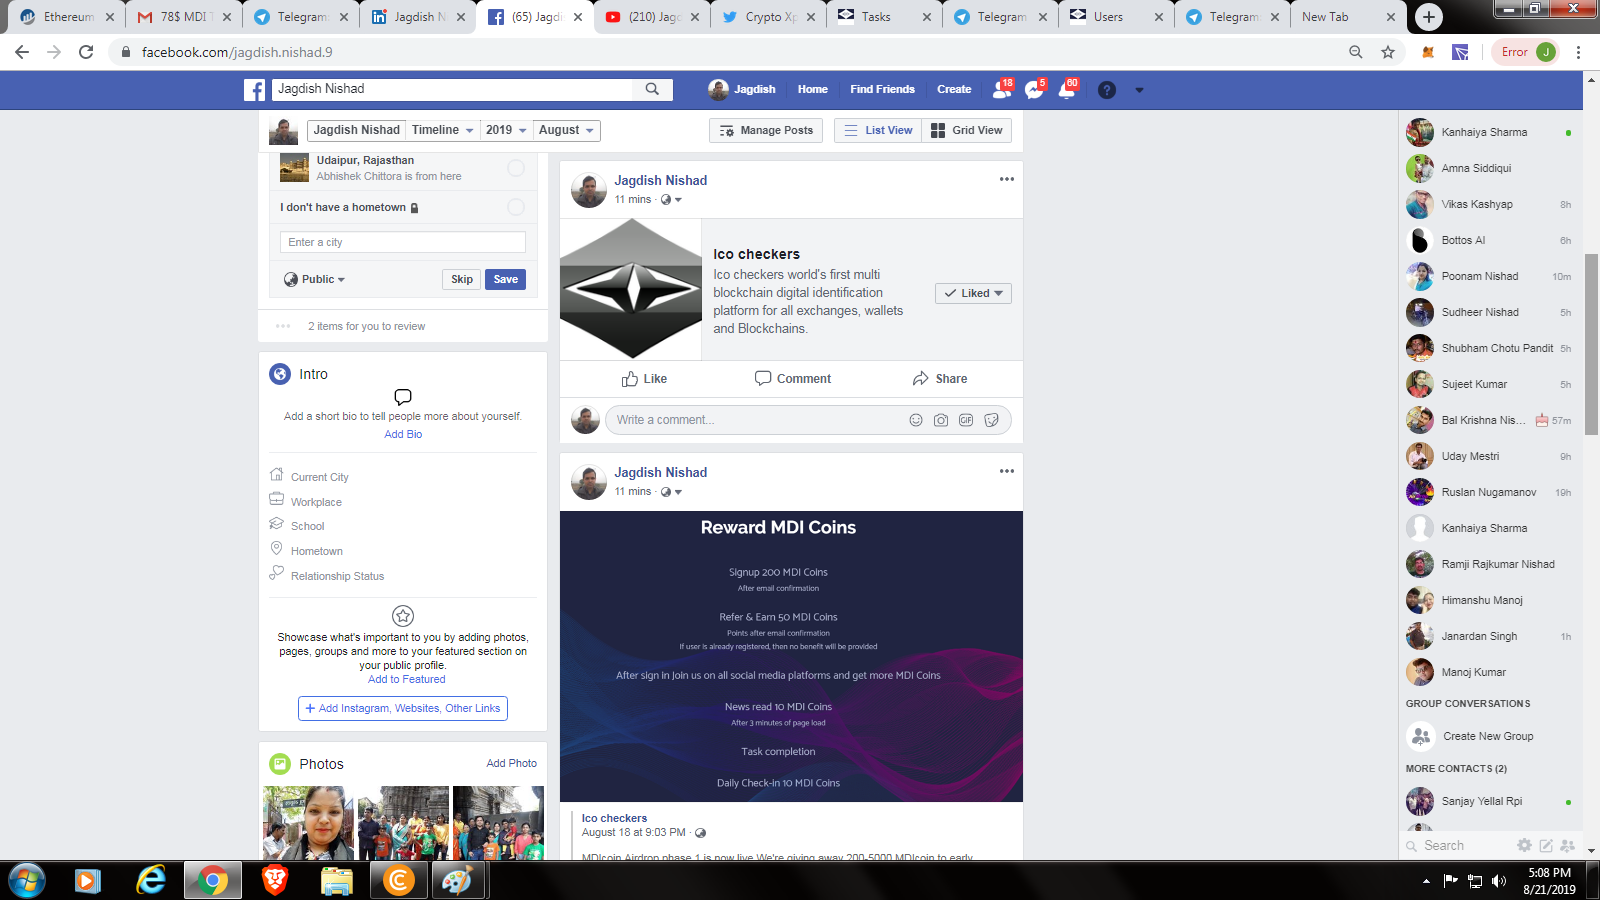 Ethereum
78$ MDI T
Telegram
Jagdish N
(65) Jagdi
(210) Jago
Crypto Xp
Tasks
Telegram
Users
Telegram
New Tab
facebook.com/jagdish.nishad.9
Error
J
Jagdish Nishad
Jagdish
Home
Find Friends
Create
18
5
60
Jagdish Nishad
Timeline
2019
August
Manage Posts
List View
Grid View
Udaipur, Rajasthan
Abhishek Chittora is from here
I don't have a hometown
Enter a city
Public
Skip
Save
2 items for you to review
Intro
Add a short bio to tell people more about yourself.
Add Bio
Current City
Workplace
School
Hometown
Relationship Status
Showcase what's important to you by adding photos,
pages, groups and more to your featured section on
your public profile.
Add to Featured
+ Add Instagram, Websites, Other Links
Photos
Add Photo
Jagdish Nishad
11 mins ·
Ico checkers
Ico checkers world's first multi
blockchain digital identification
platform for all exchanges, wallets
and Blockchains.
Liked
Like
Comment
Share
Write a comment...
GIF
Jagdish Nishad
11 mins ·
Reward MDI Coins
Signup 200 MDI Coins
After email confirmation
Refer & Earn 50 MDI Coins
Points after email confirmation
If user is already registered, then no benefit will be provided
After sign in Join us on all social media platforms and get more MDI Coins
News read 10 MDI Coins
After 3 minutes of page load
Task completion
Daily Check-in 10 MDI Coins
Ico checkers
August 18 at 9:03 PM ·
MDIcoin Airdrop phase 1 is now live We're giving away 200-5000 MDIcoin to early
Kanhaiya Sharma
Amna Siddiqui
Vikas Kashyap 8h
Bottos AI 6h
Poonam Nishad 10m
Sudheer Nishad 5h
Shubham Chotu Pandit 5h
Sujeet Kumar 5h
Bal Krishna Nis... 57m
Uday Mestri 9h
Ruslan Nugamanov 19h
Kanhaiya Sharma
Ramji Rajkumar Nishad
Himanshu Manoj
Janardan Singh 1h
Manoj Kumar
GROUP CONVERSATIONS
Create New Group
MORE CONTACTS (2)
Sanjay Yellal Rpi
Search
5:08 PM
8/21/2019